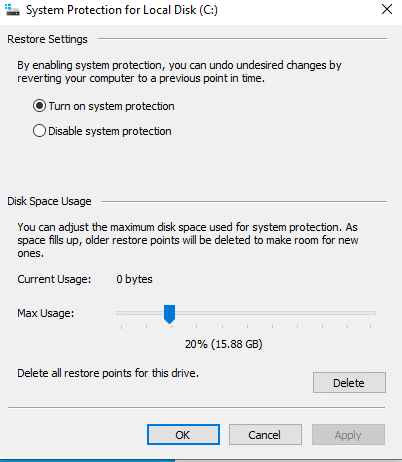 System Protection for Local Disk (C:)
Restore Settings
By enabling system protection, you can undo undesired changes by
reverting your computer to a previous point in time.
Turn on system protection
Disable system protection
Disk Space Usage
You can adjust the maximum disk space used for system protection. As
space fills up, older restore points will be deleted to make room for new
ones.
Current Usage: 0 bytes
Max Usage:
20% (15.88 GB)
Delete all restore points for this drive.
Delete
OK Cancel Apply